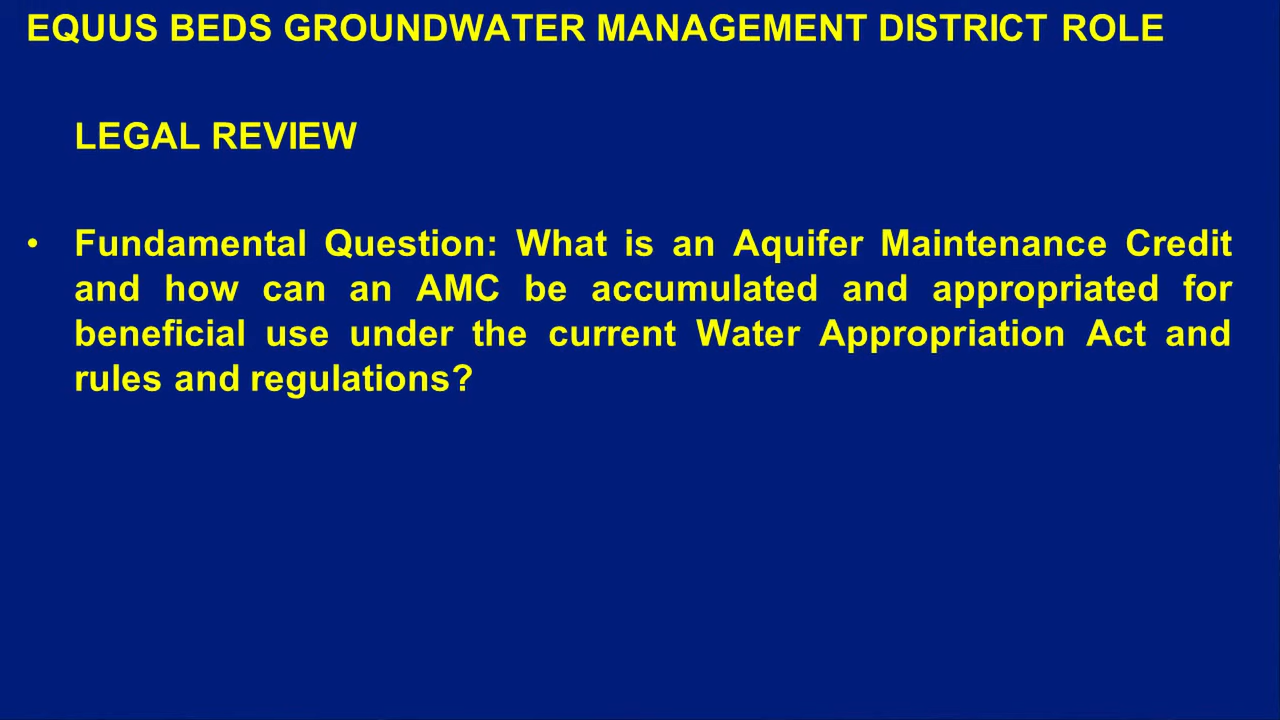 EQUUS BEDS GROUNDWATER MANAGEMENT DISTRICT ROLE
LEGAL REVIEW
• Fundamental Question: What is an Aquifer Maintenance Credit
and how can an AMC be accumulated and appropriated for
beneficial use under the current Water Appropriation Act and
rules and regulations?